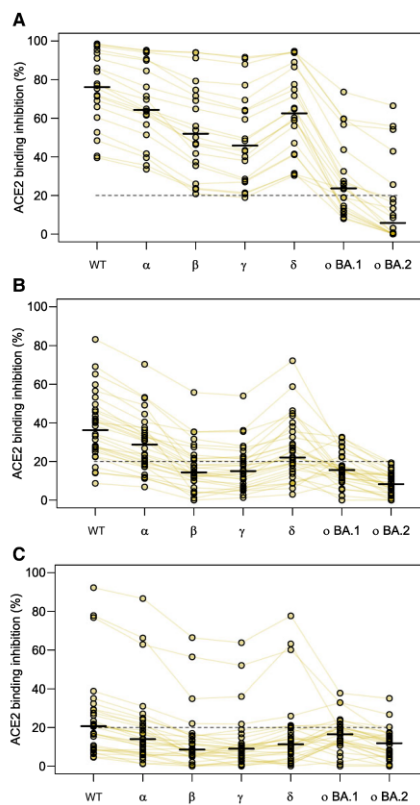 A
ACE2 binding inhibition (%)
100
80
60
40
20
0
WT α β γ δ ο BA.1 ο BA.2
B
ACE2 binding inhibition (%)
100
80
60
40
20
0
WT α β γ δ ο BA.1 ο BA.2
C
ACE2 binding inhibition (%)
100
80
60
40
20
0
WT α β γ δ ο BA.1 ο BA.2